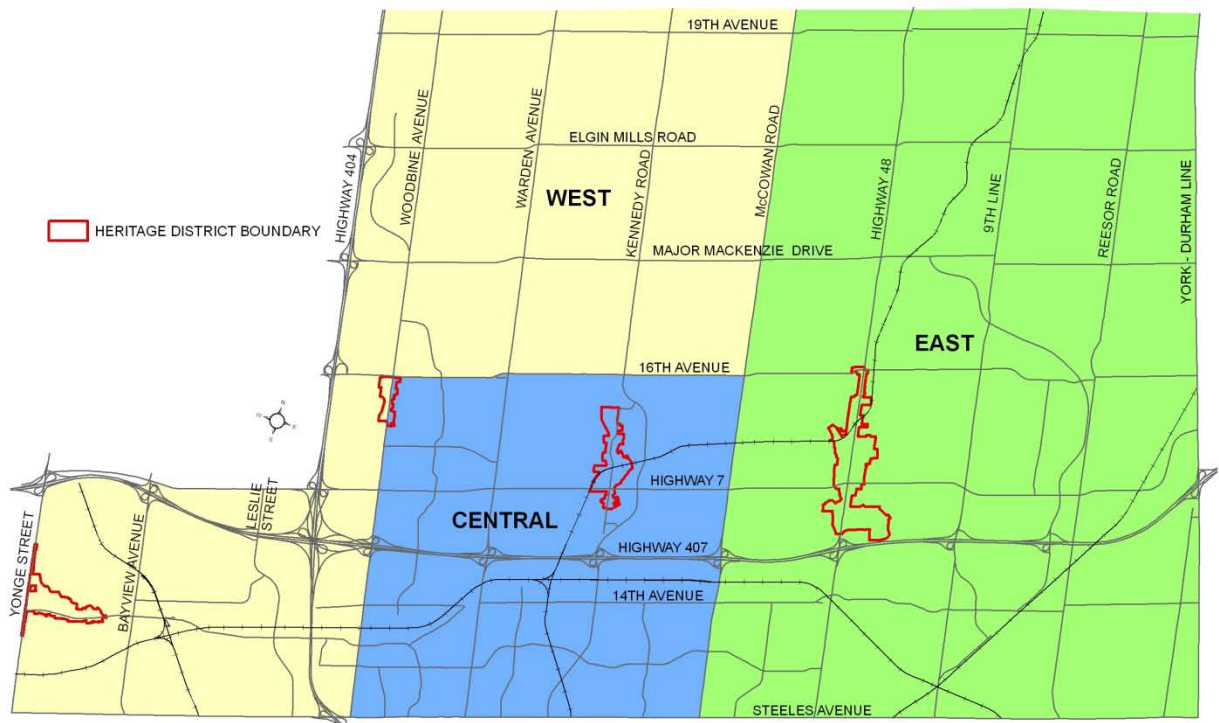 19TH AVENUE
ELGIN MILLS ROAD
HIGHWAY 404
WOODBINE AVENUE
WARDEN AVENUE
WEST
KENNEDY ROAD
McCOWAN ROAD
HIGHWAY 48
9TH LINE
REESOR ROAD
YORK - DURHAM LINE
HERITAGE DISTRICT BOUNDARY
MAJOR MACKENZIE DRIVE
EAST
16TH AVENUE
N
E
S
HIGHWAY 7
LESLIE
STREET
CENTRAL
HIGHWAY 407
YONGE STREET
BAYVIEW AVENUE
14TH AVENUE
STEELES AVENUE